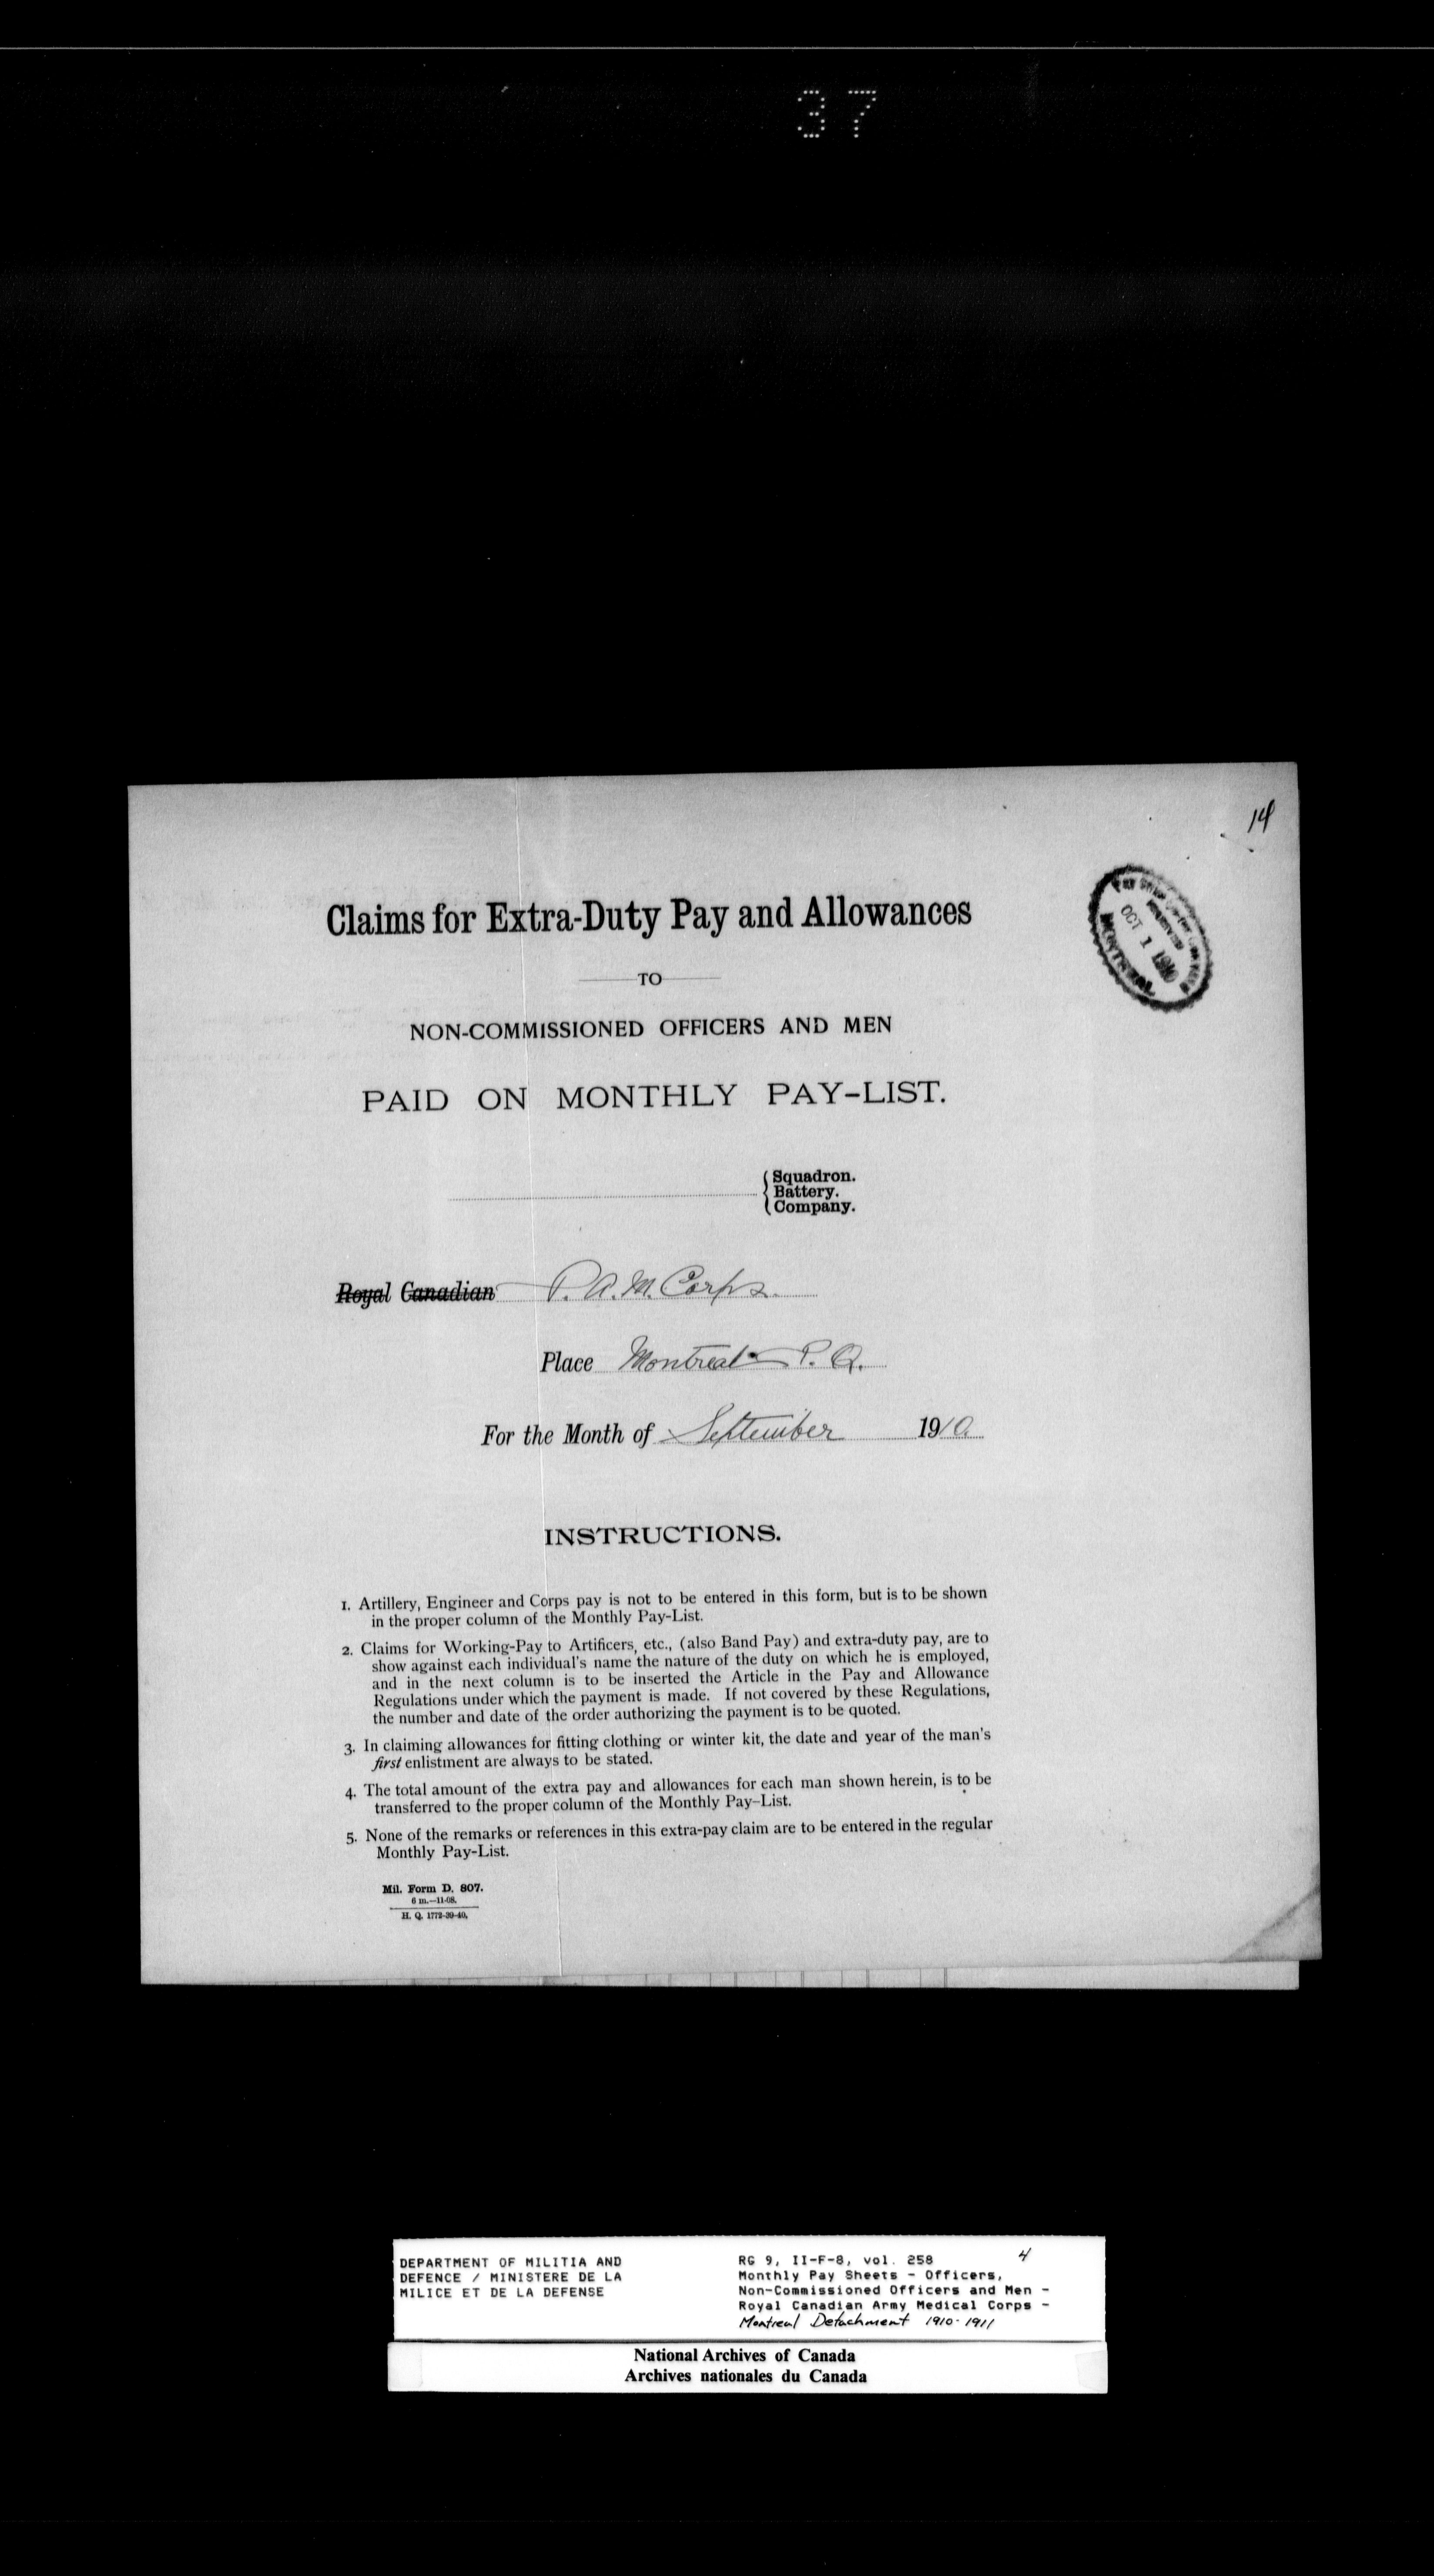 37
14
Claims for Extra-Duty Pay and Allowances
TO
NON-COMMISSIONED OFFICERS AND MEN
PAID ON MONTHLY PAY-LIST.
OCT 1 1910
MONTREAL
Squadron.
Battery.
Company.
Royal Canadian P.A.M. Corps.
Place Montreal P.Q.
For the Month of September 1910
INSTRUCTIONS.
1. Artillery, Engineer and Corps pay is not to be entered in this form, but is to be shown
in the proper column of the Monthly Pay-List.
2. Claims for Working-Pay to Artificers, etc., (also Band Pay) and extra-duty pay, are to
show against each individual's name the nature of the duty on which he is employed,
and in the next column is to be inserted the Article in the Pay and Allowance
Regulations under which the payment is made. If not covered by these Regulations,
the number and date of the order authorizing the payment is to be quoted.
3. In claiming allowances for fitting clothing or winter kit, the date and year of the man's
first enlistment are always to be stated.
4. The total amount of the extra pay and allowances for each man shown herein, is to be
transferred to the proper column of the Monthly Pay-List.
5. None of the remarks or references in this extra-pay claim are to be entered in the regular
Monthly Pay-List.
Mil. Form D. 807.
6 m.—11-08.
H. Q. 1772-39-40.
DEPARTMENT OF MILITIA AND
DEFENCE / MINISTERE DE LA
MILICE ET DE LA DEFENSE
RG 9, II-F-8, vol. 258 4
Monthly Pay Sheets - Officers,
Non-Commissioned Officers and Men -
Royal Canadian Army Medical Corps -
Montreal Detachment 1910-1911
National Archives of Canada
Archives nationales du Canada